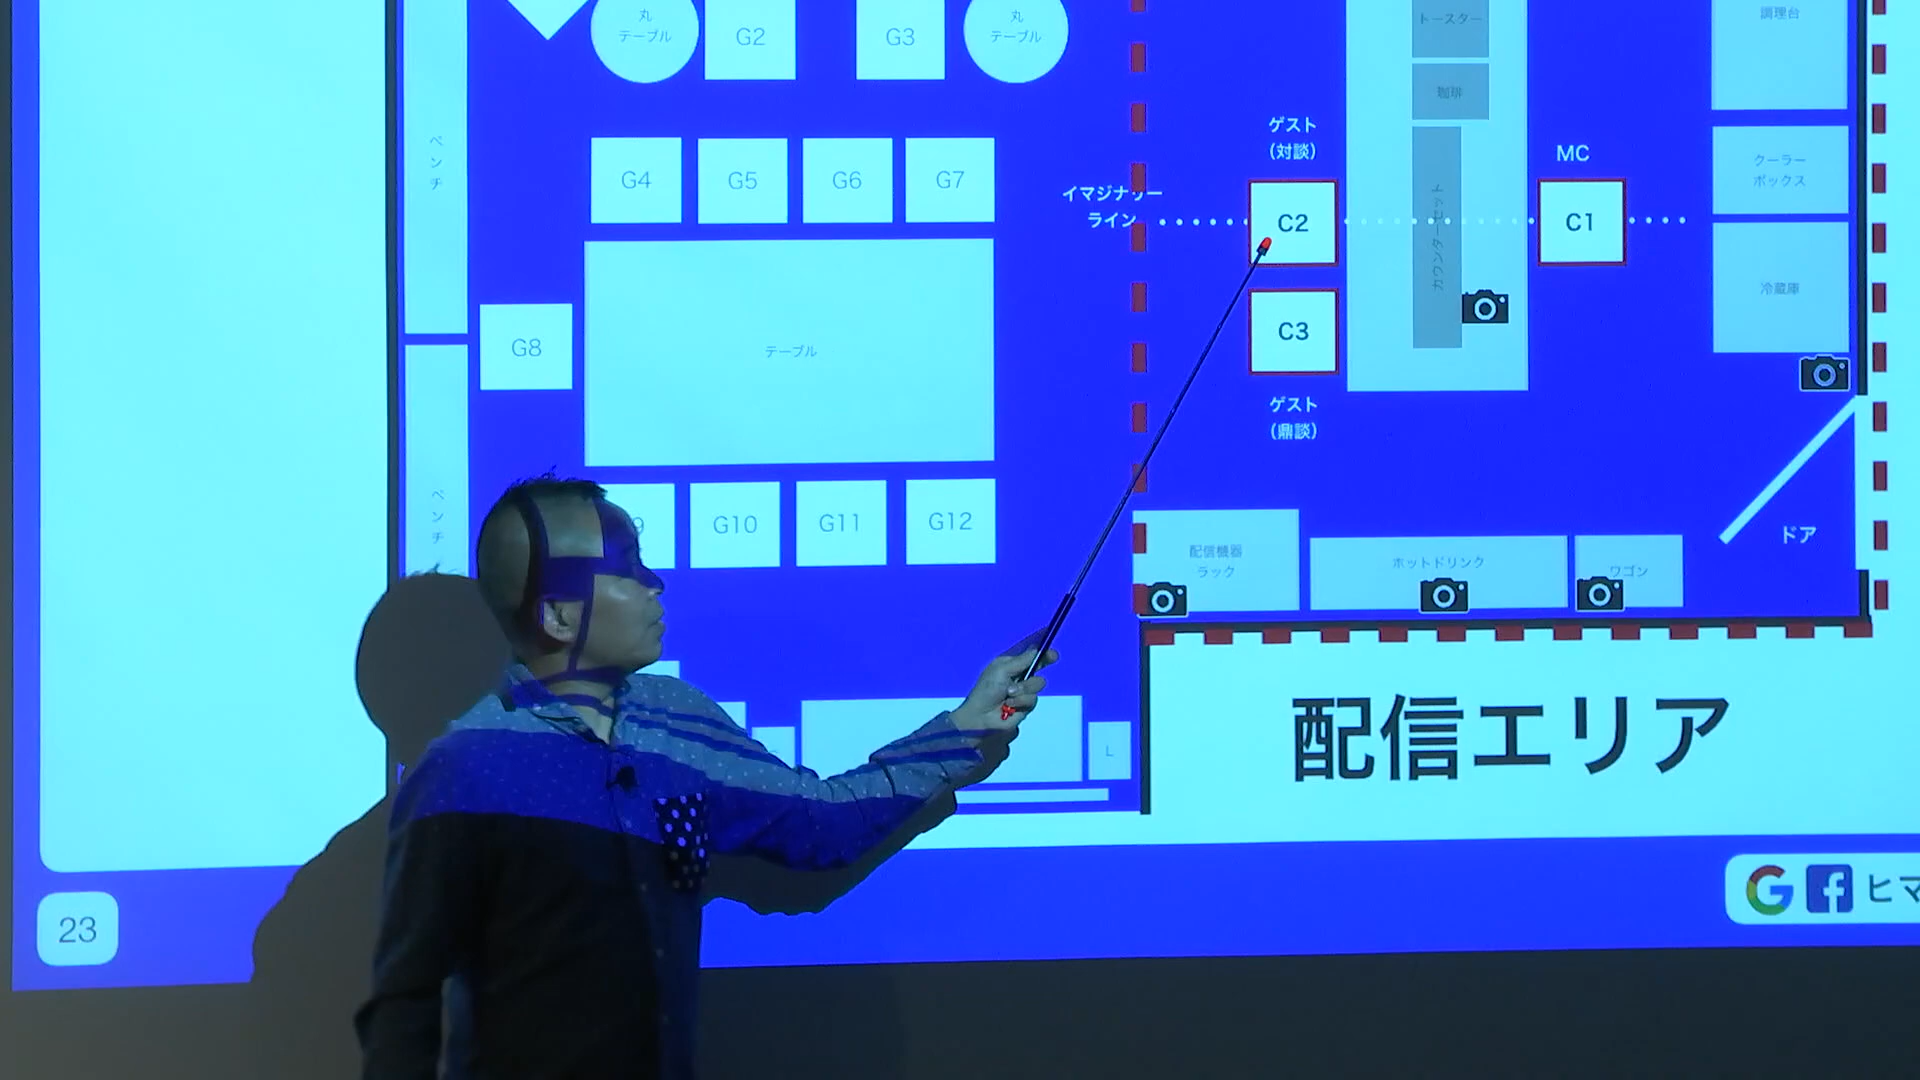 丸
テーブル
G2
G3
丸
テーブル
トースター
珈琲
調理台
ベンチ
ゲスト
(対談)
MC
クーラー
ボックス
G4
G5
G6
G7
イマジナリー
ライン
C2
カウンターセット
C1
冷蔵庫
G8
テーブル
C3
ゲスト
(鼎談)
ベンチ
9
G10
G11
G12
配信機器
ラック
ホットドリンク
ワゴン
ドア
L
配信エリア
23
G
f
ヒマ